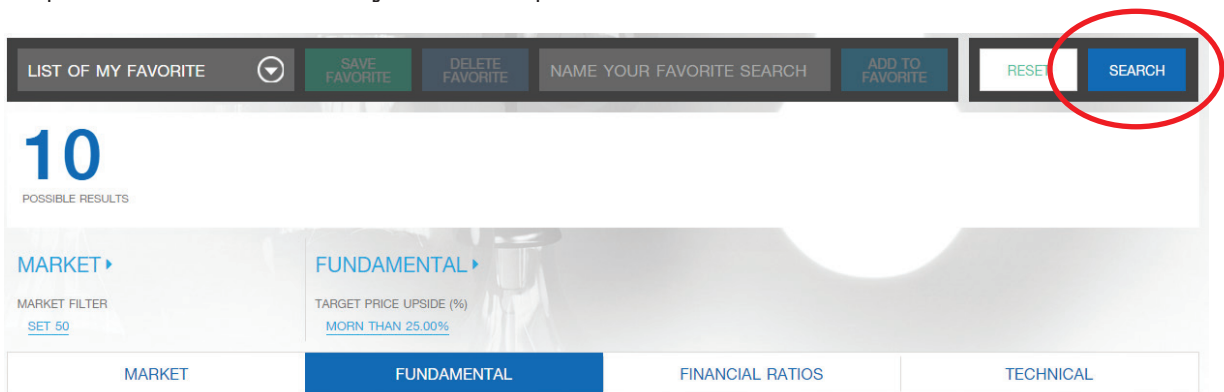 LIST OF MY FAVORITE
SAVE
FAVORITE
DELETE
FAVORITE
NAME YOUR FAVORITE SEARCH
ADD TO
FAVORITE
RESET
SEARCH
10
POSSIBLE RESULTS
MARKET
FUNDAMENTAL
MARKET FILTER
TARGET PRICE UPSIDE (%)
SET 50
MORN THAN 25.00%
MARKET
FUNDAMENTAL
FINANCIAL RATIOS
TECHNICAL